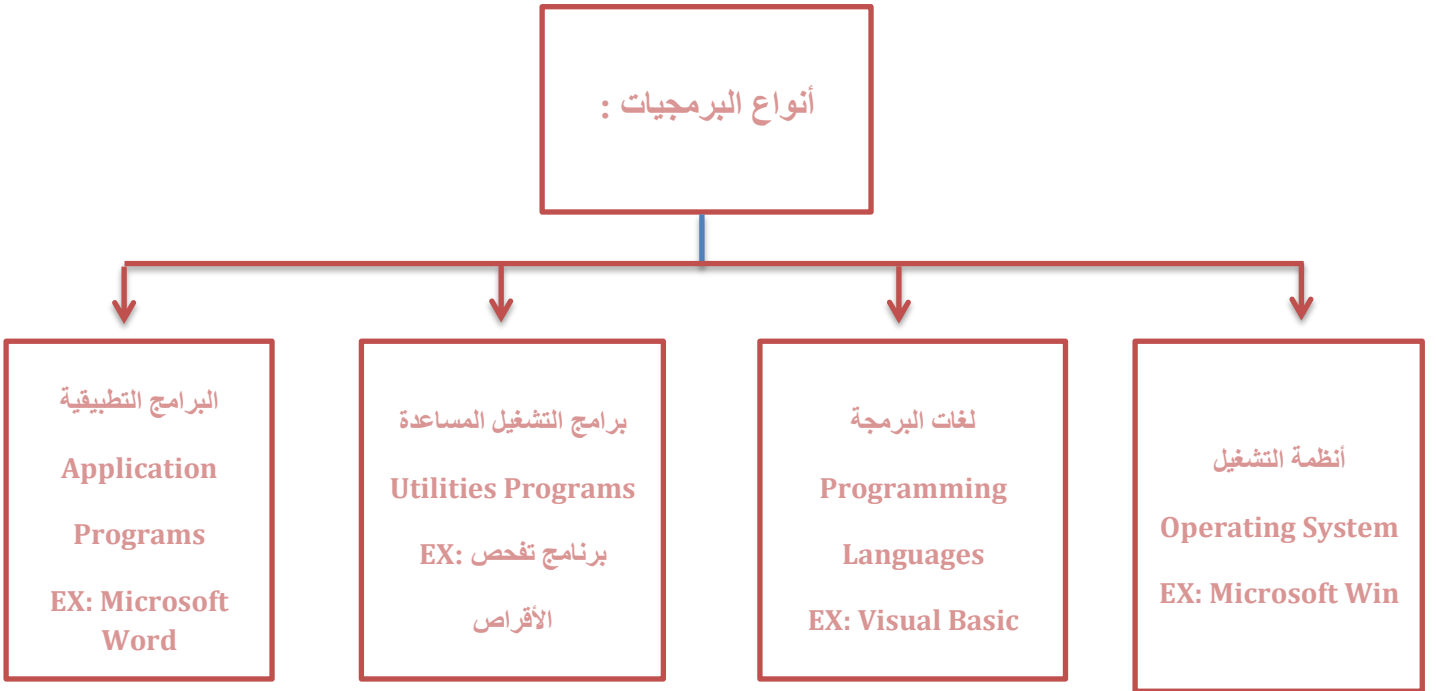 أنواع البرمجيات :
أنظمة التشغيل
Operating System
EX: Microsoft Win
لغات البرمجة
Programming
Languages
EX: Visual Basic
برامج التشغيل المساعدة
Utilities Programs
EX: برنامج تفحص
الأقراص
البرامج التطبيقية
Application
Programs
EX: Microsoft
Word